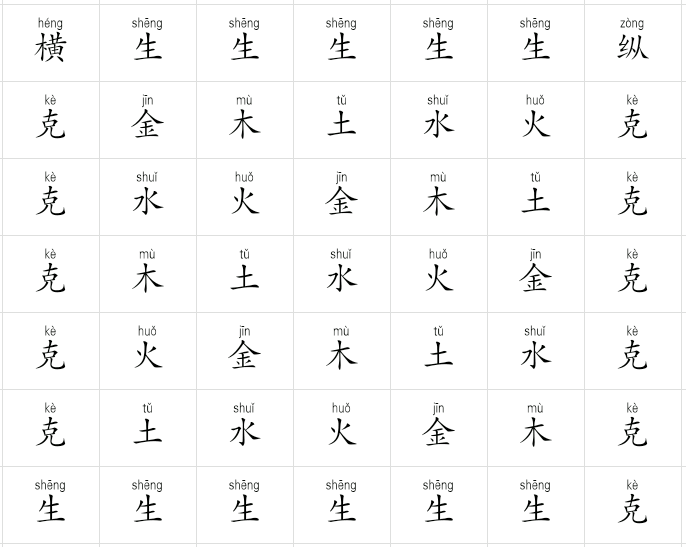 héng shēng shēng shēng shēng shēng zòng
横 生 生 生 生 生 纵
kè jīn mù tǔ shuǐ huǒ kè
克 金 木 土 水 火 克
kè shuǐ huǒ jīn mù tǔ kè
克 水 火 金 木 土 克
kè mù tǔ shuǐ huǒ jīn kè
克 木 土 水 火 金 克
kè huǒ jīn mù tǔ shuǐ kè
克 火 金 木 土 水 克
kè tǔ shuǐ huǒ jīn mù kè
克 土 水 火 金 木 克
shēng shēng shēng shēng shēng shēng kè
生 生 生 生 生 生 克